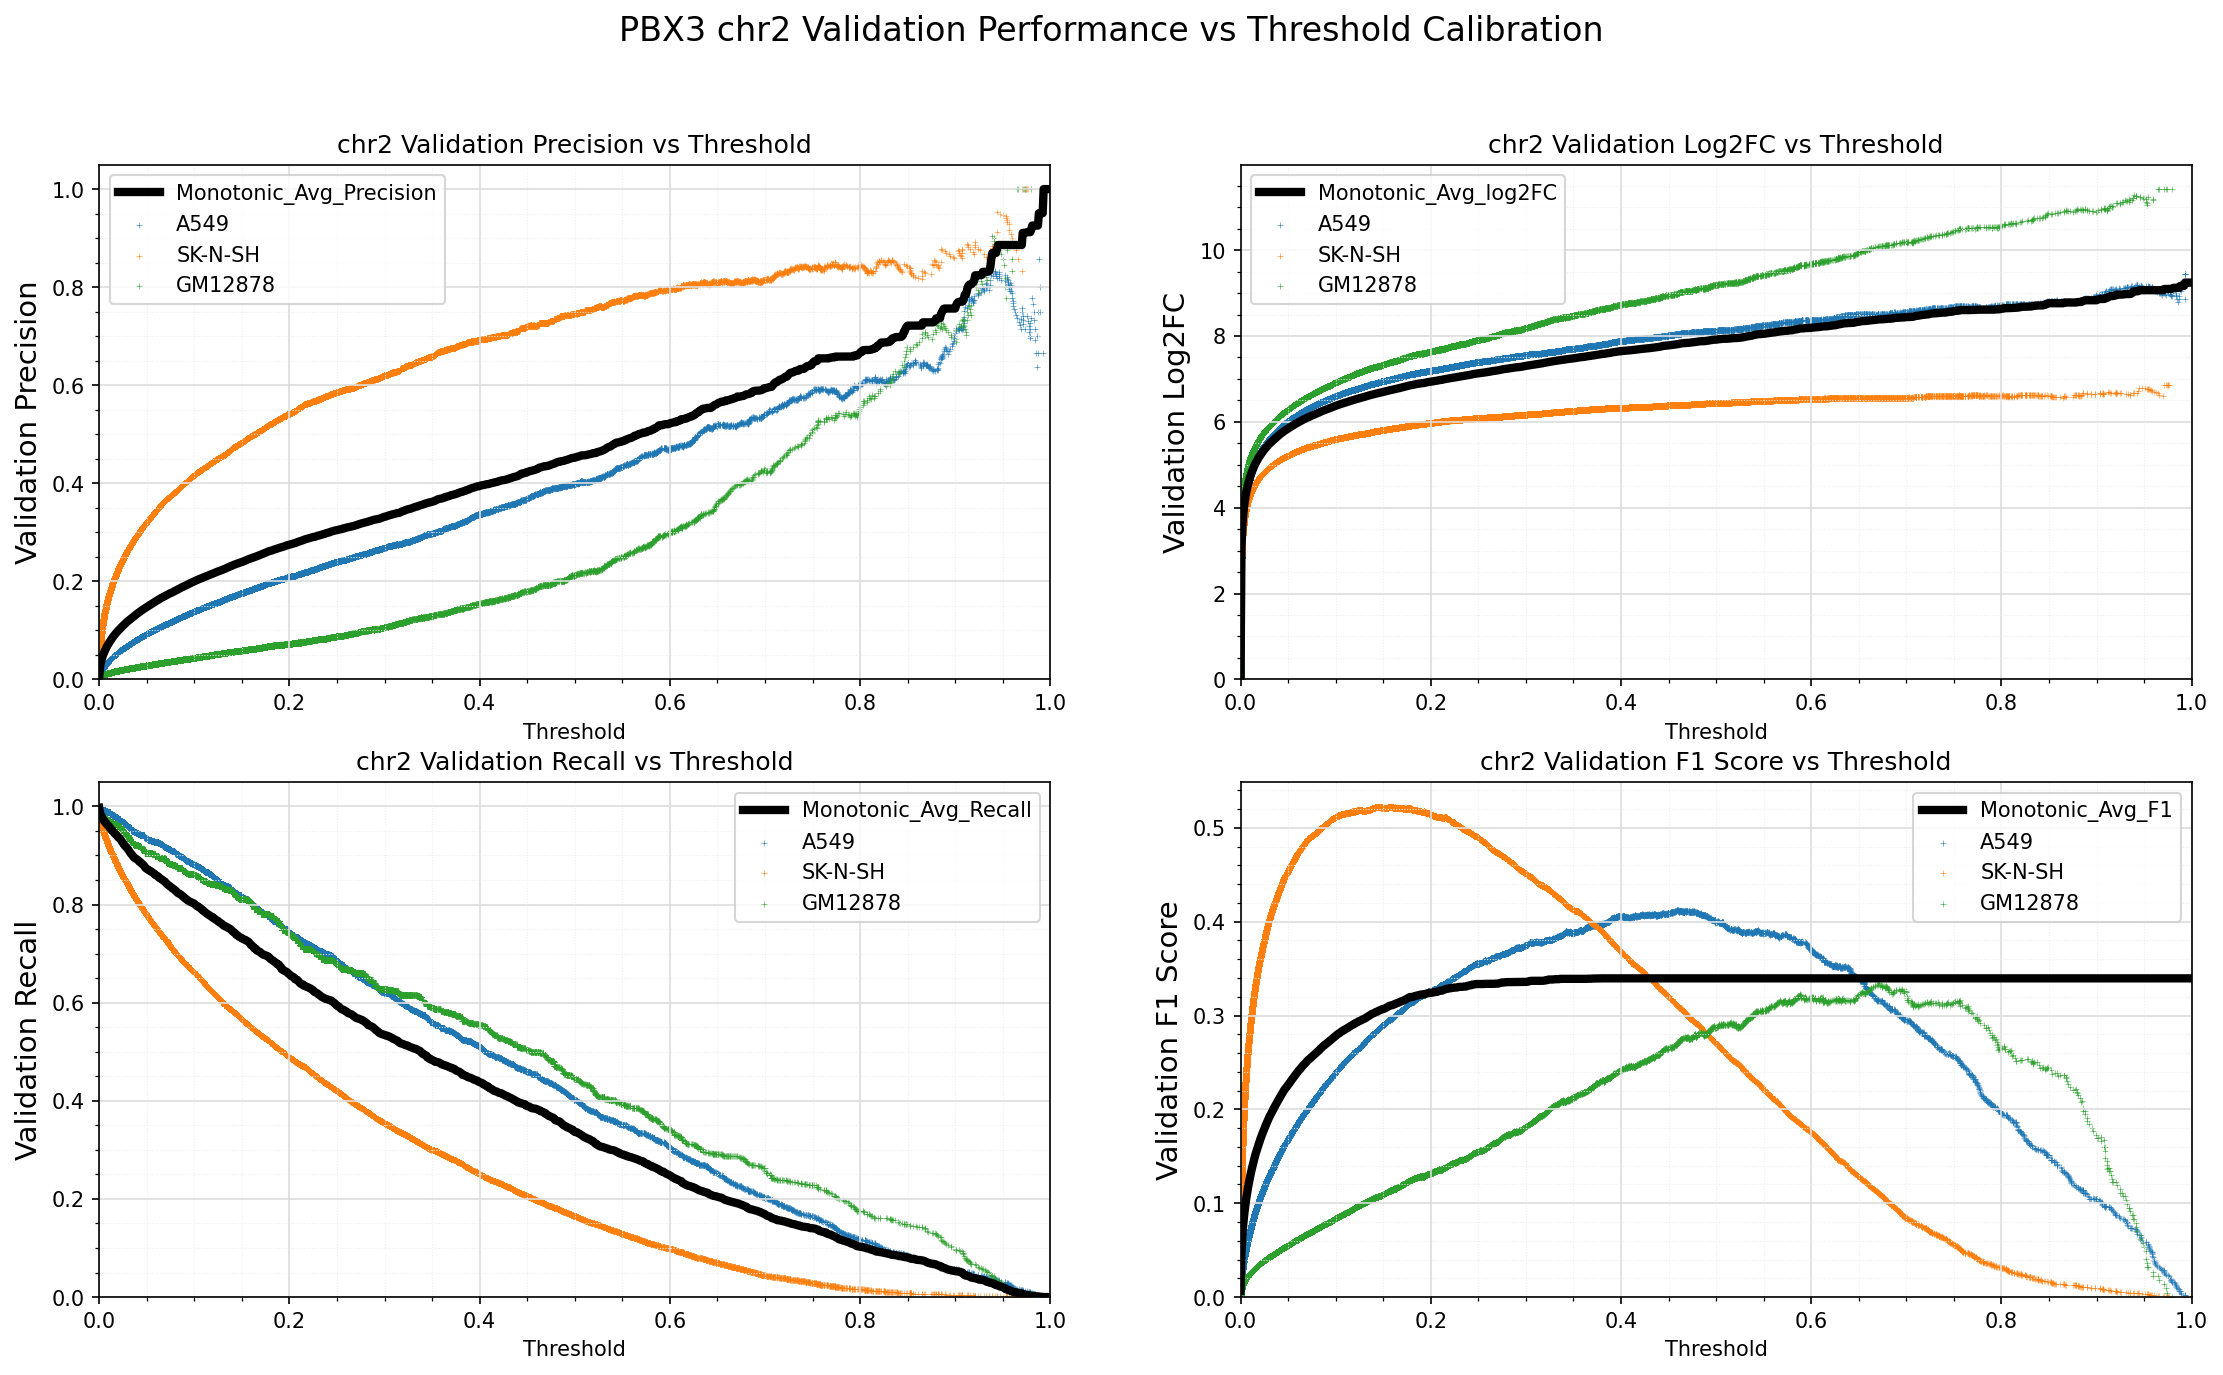 PBX3 chr2 Validation Performance vs Threshold Calibration
chr2 Validation Precision vs Threshold
Validation Precision
1.0
0.8
0.6
0.4
0.2
0.0
Monotonic_Avg_Precision
A549
SK-N-SH
GM12878
0.0 0.2 0.4 0.6 0.8 1.0
Threshold
chr2 Validation Log2FC vs Threshold
Validation Log2FC
10
8
6
4
2
0
Monotonic_Avg_log2FC
A549
SK-N-SH
GM12878
0.0 0.2 0.4 0.6 0.8 1.0
Threshold
chr2 Validation Recall vs Threshold
Validation Recall
1.0
0.8
0.6
0.4
0.2
0.0
Monotonic_Avg_Recall
A549
SK-N-SH
GM12878
0.0 0.2 0.4 0.6 0.8 1.0
Threshold
chr2 Validation F1 Score vs Threshold
Validation F1 Score
0.5
0.4
0.3
0.2
0.1
0.0
Monotonic_Avg_F1
A549
SK-N-SH
GM12878
0.0 0.2 0.4 0.6 0.8 1.0
Threshold